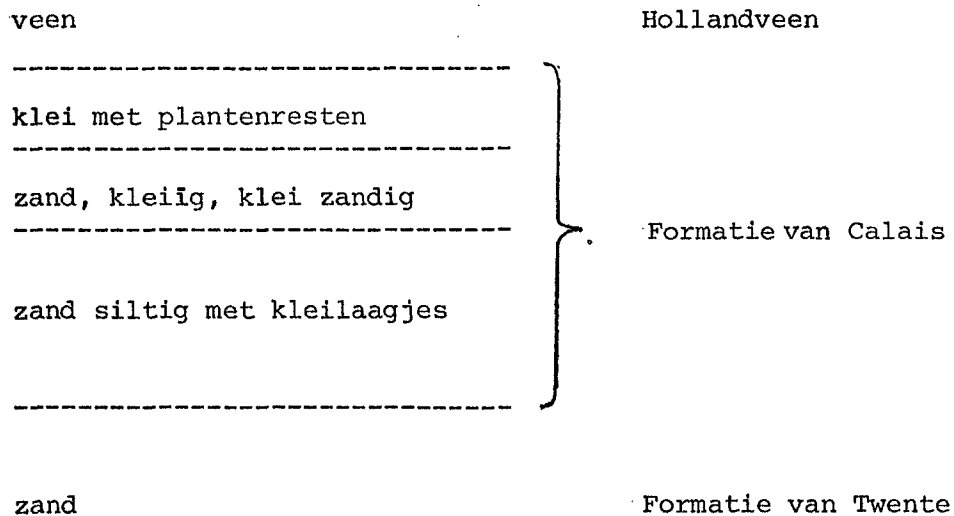 veen Hollandveen
klei met plantenresten
zand, kleiïg, klei zandig
Formatie van Calais
zand siltig met kleilaagjes
zand Formatie van Twente